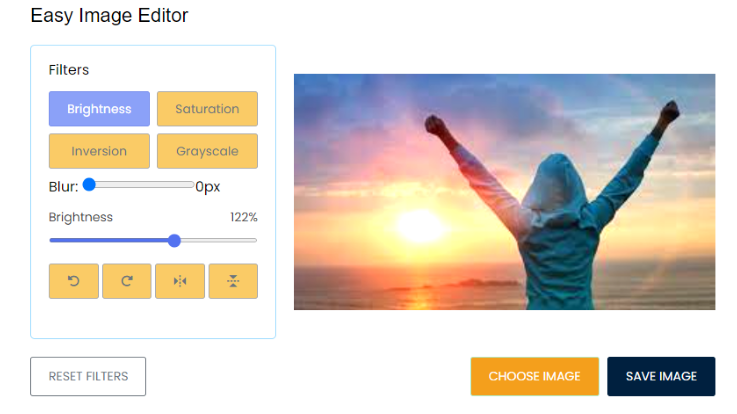 Easy Image Editor
Filters
Brightness
Saturation
Inversion
Grayscale
Blur: 0px
Brightness 122%
RESET FILTERS
CHOOSE IMAGE
SAVE IMAGE